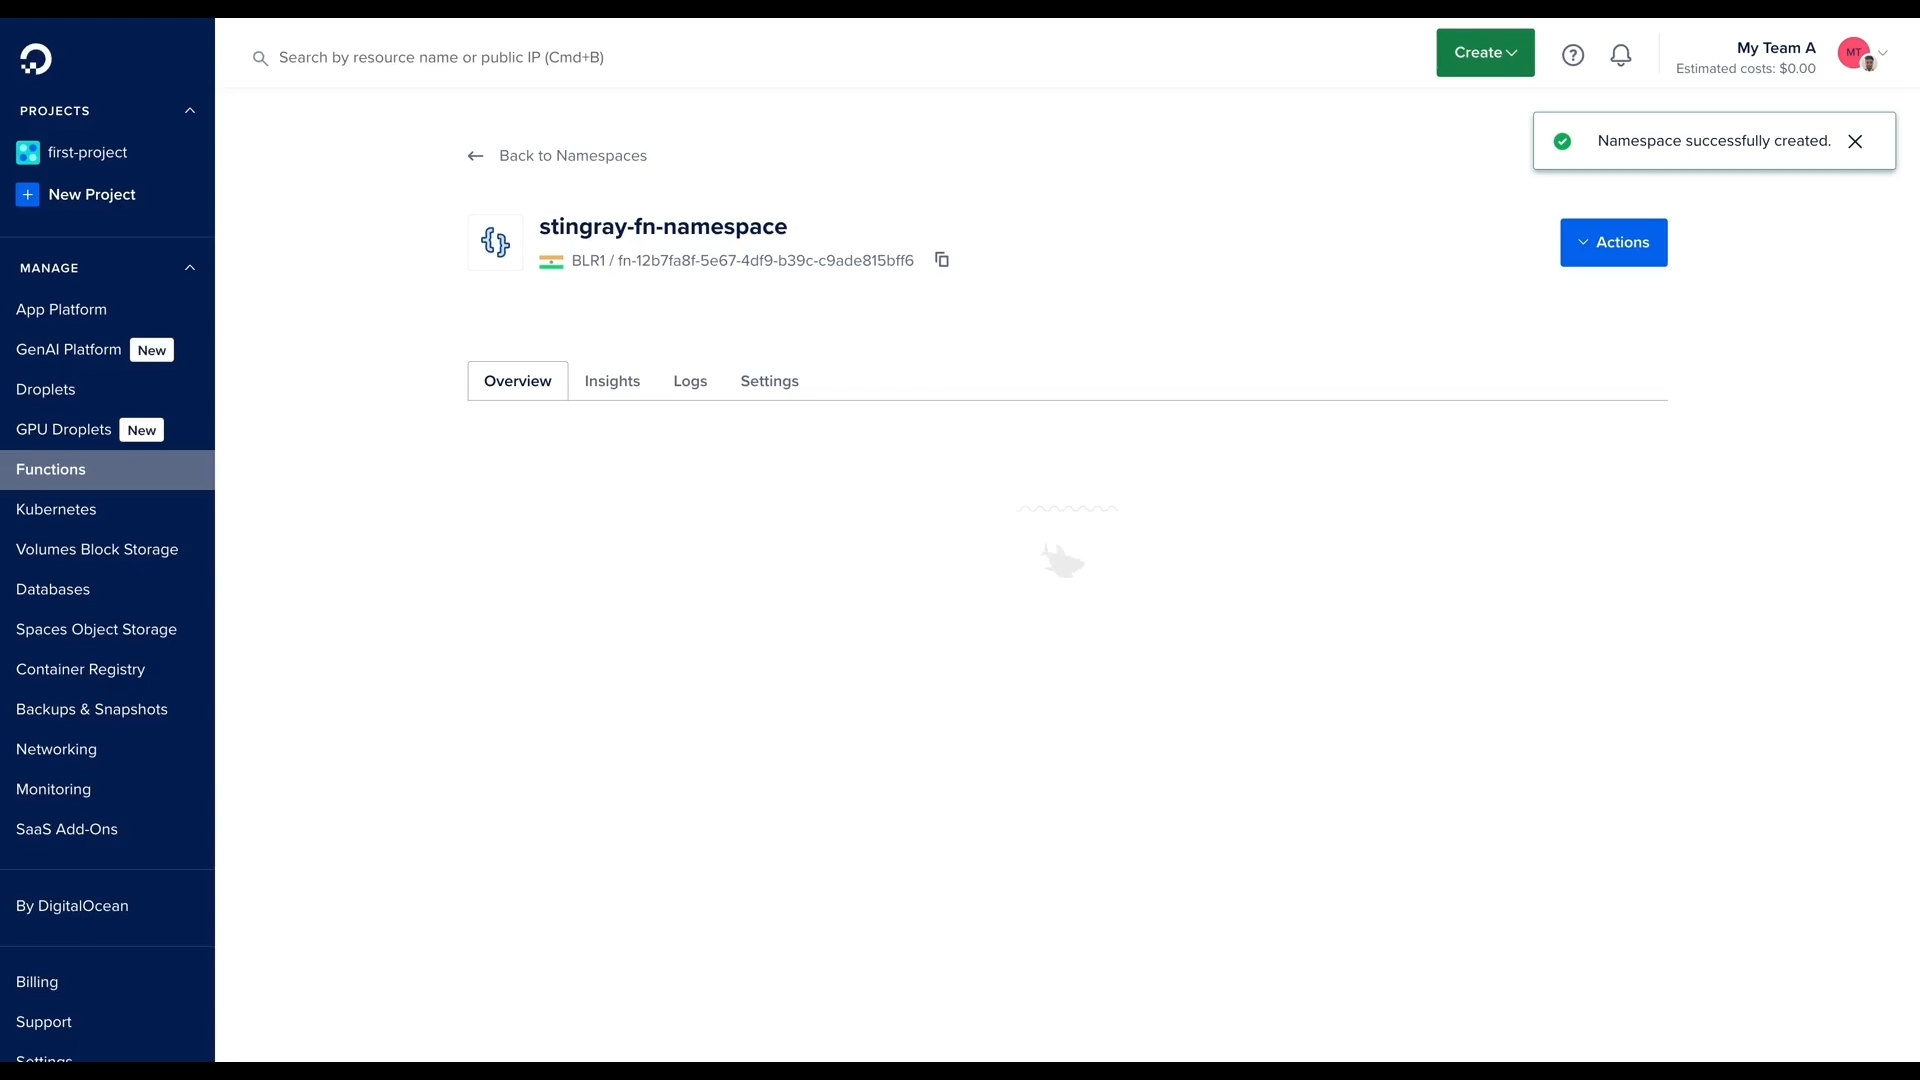 Search by resource name or public IP (Cmd+B)
Create
My Team A
Estimated costs: $0.00
MT
PROJECTS
first-project
New Project
MANAGE
App Platform
GenAI Platform New
Droplets
GPU Droplets New
Functions
Kubernetes
Volumes Block Storage
Databases
Spaces Object Storage
Container Registry
Backups & Snapshots
Networking
Monitoring
SaaS Add-Ons
By DigitalOcean
Billing
Support
Settings
Namespace successfully created.
Back to Namespaces
stingray-fn-namespace
BLR1 / fn-12b7fa8f-5e67-4df9-b39c-c9ade815bff6
Actions
Overview
Insights
Logs
Settings